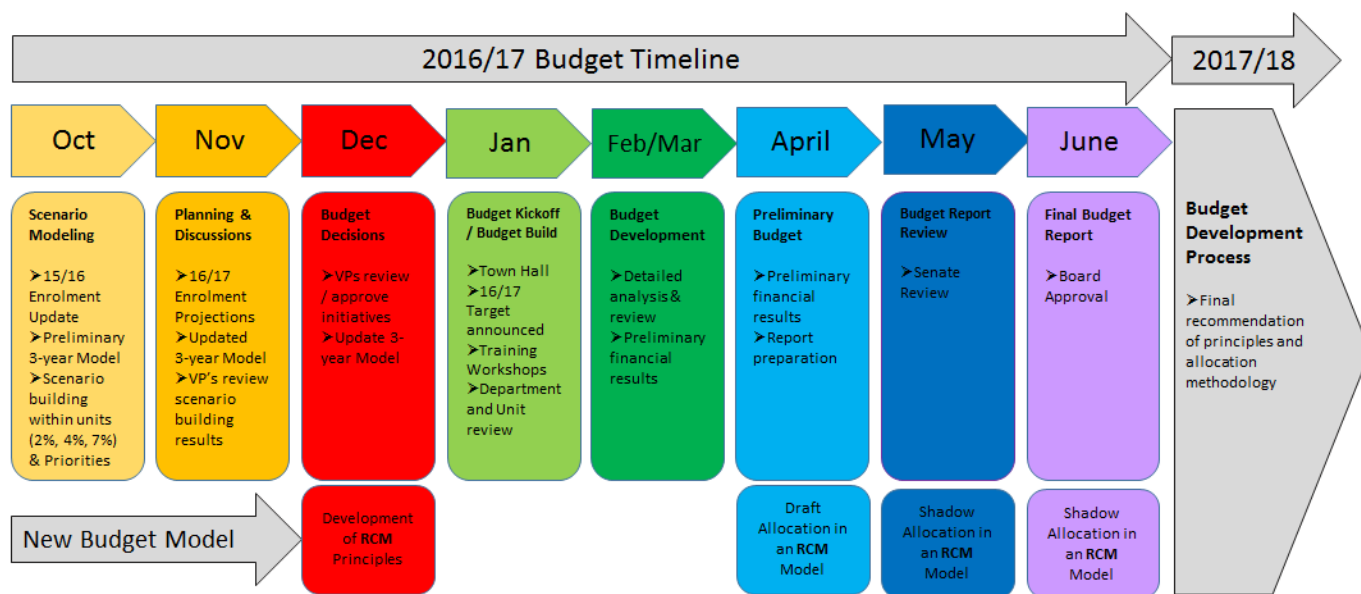 2016/17 Budget Timeline
2017/18
Oct
Nov
Dec
Jan
Feb/Mar
April
May
June
Scenario
Modeling
➤15/16
Enrolment
Update
➤Preliminary
3-year Model
➤Scenario
building
within units
(2%, 4%, 7%)
& Priorities
Planning &
Discussions
➤16/17
Enrolment
Projections
➤Updated
3-year Model
➤VP's review
scenario
building
results
Budget
Decisions
➤VPs review
/ approve
initiatives
➤Update 3-
year Model
Budget Kickoff
/ Budget Build
➤Town Hall
➤16/17
Target
announced
➤Training
Workshops
➤Department
and Unit
review
Budget
Development
➤Detailed
analysis &
review
➤Preliminary
financial
results
Preliminary
Budget
➤Preliminary
financial
results
➤Report
preparation
Budget Report
Review
➤Senate
Review
Final Budget
Report
➤Board
Approval
Budget
Development
Process
➤Final
recommendation
of principles and
allocation
methodology
New Budget Model
Development
of RCM
Principles
Draft
Allocation in
an RCM
Model
Shadow
Allocation in
an RCM
Model
Shadow
Allocation in
an RCM
Model